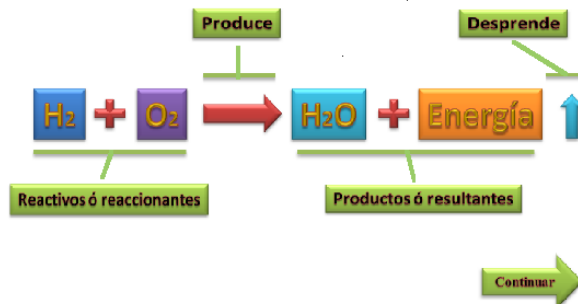 Produce
Desprende
H₂ + O₂ → H₂O + Energía ↑
Reactivos ó reaccionantes
Productos ó resultantes
Continuar